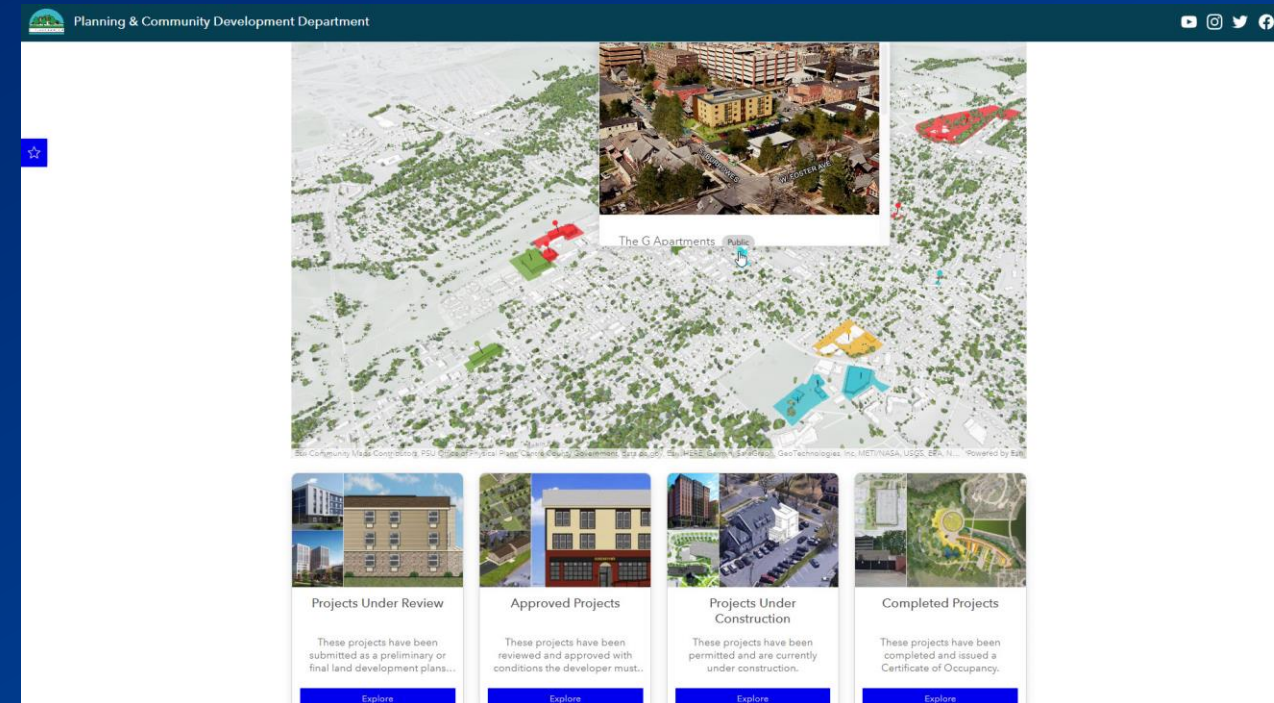 Planning & Community Development Department
W. FOSTER AVE
The G Apartments Public
Powered by Esri
Projects Under Review
These projects have been
submitted as a preliminary or
final land development plans...
Explore
Approved Projects
These projects have been
reviewed and approved with
conditions the developer must...
Explore
Projects Under
Construction
These projects have been
permitted and are currently
under construction.
Explore
Completed Projects
These projects have been
completed and issued a
Certificate of Occupancy.
Explore